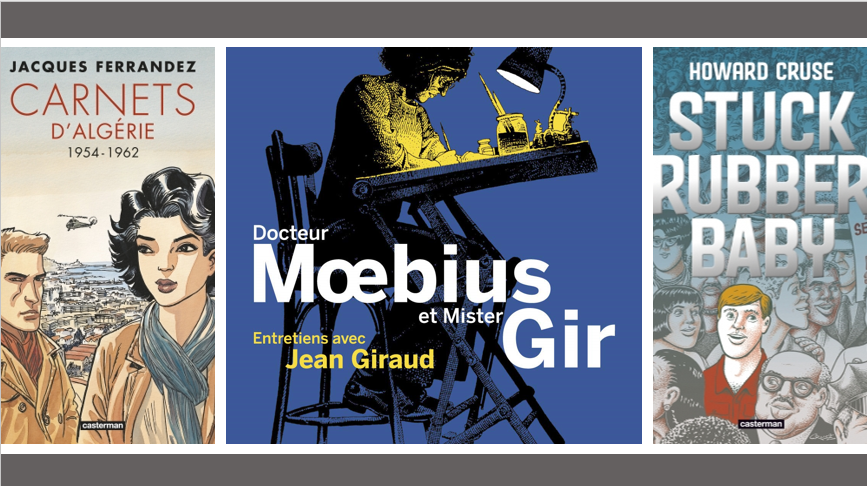 JACQUES FERRANDEZ
CARNETS
D'ALGÉRIE
1954-1962
casterman
Docteur
Mœbius
et Mister
Gir
Entretiens avec
Jean Giraud
HOWARD CRUSE
STUCK
RUBBER
BABY
SE
casterman